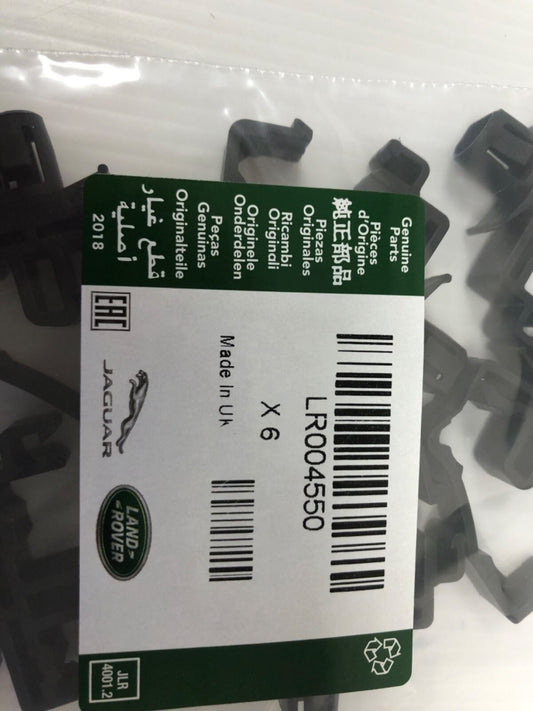 Genuine
Parts
Pièces
d'Origine
純正部品
Piezas
Originales
Ricambi
Originali
Originele
Onderdelen
Peças
Genuinas
Originalteile
قطع غيار
أصلية
2018
LR004550
X 6
Made In UK
EAC
JAGUAR
LAND
ROVER
JLR
4001.2